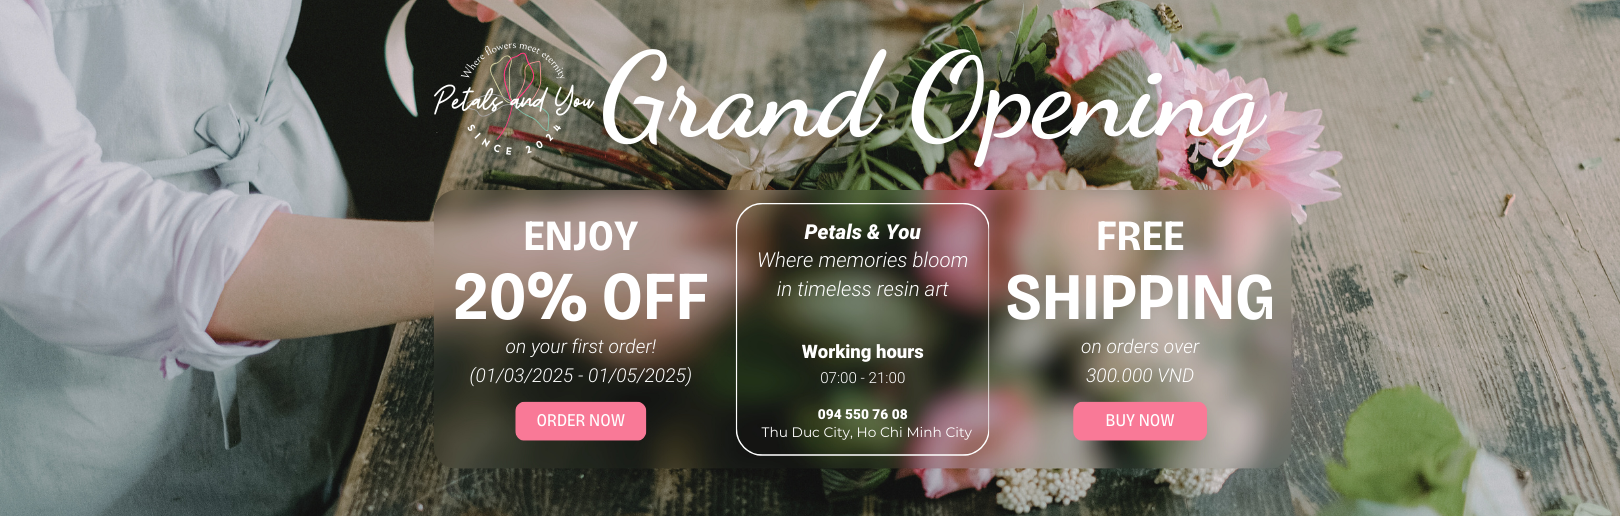 Where flowers meet eternity
Petals and You
SINCE 2024
Grand Opening
ENJOY
20% OFF
on your first order!
(01/03/2025 - 01/05/2025)
ORDER NOW
Petals & You
Where memories bloom
in timeless resin art
Working hours
07:00 - 21:00
094 550 76 08
Thu Duc City, Ho Chi Minh City
FREE
SHIPPING
on orders over
300.000 VND
BUY NOW